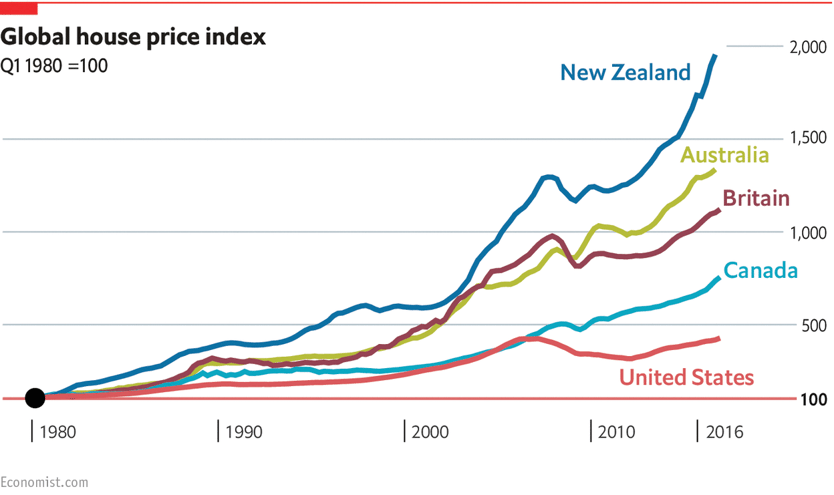 Global house price index
Q1 1980 =100
2,000
New Zealand
1,500
Australia
Britain
1,000
Canada
500
United States
100
1980
1990
2000
2010
2016
Economist.com